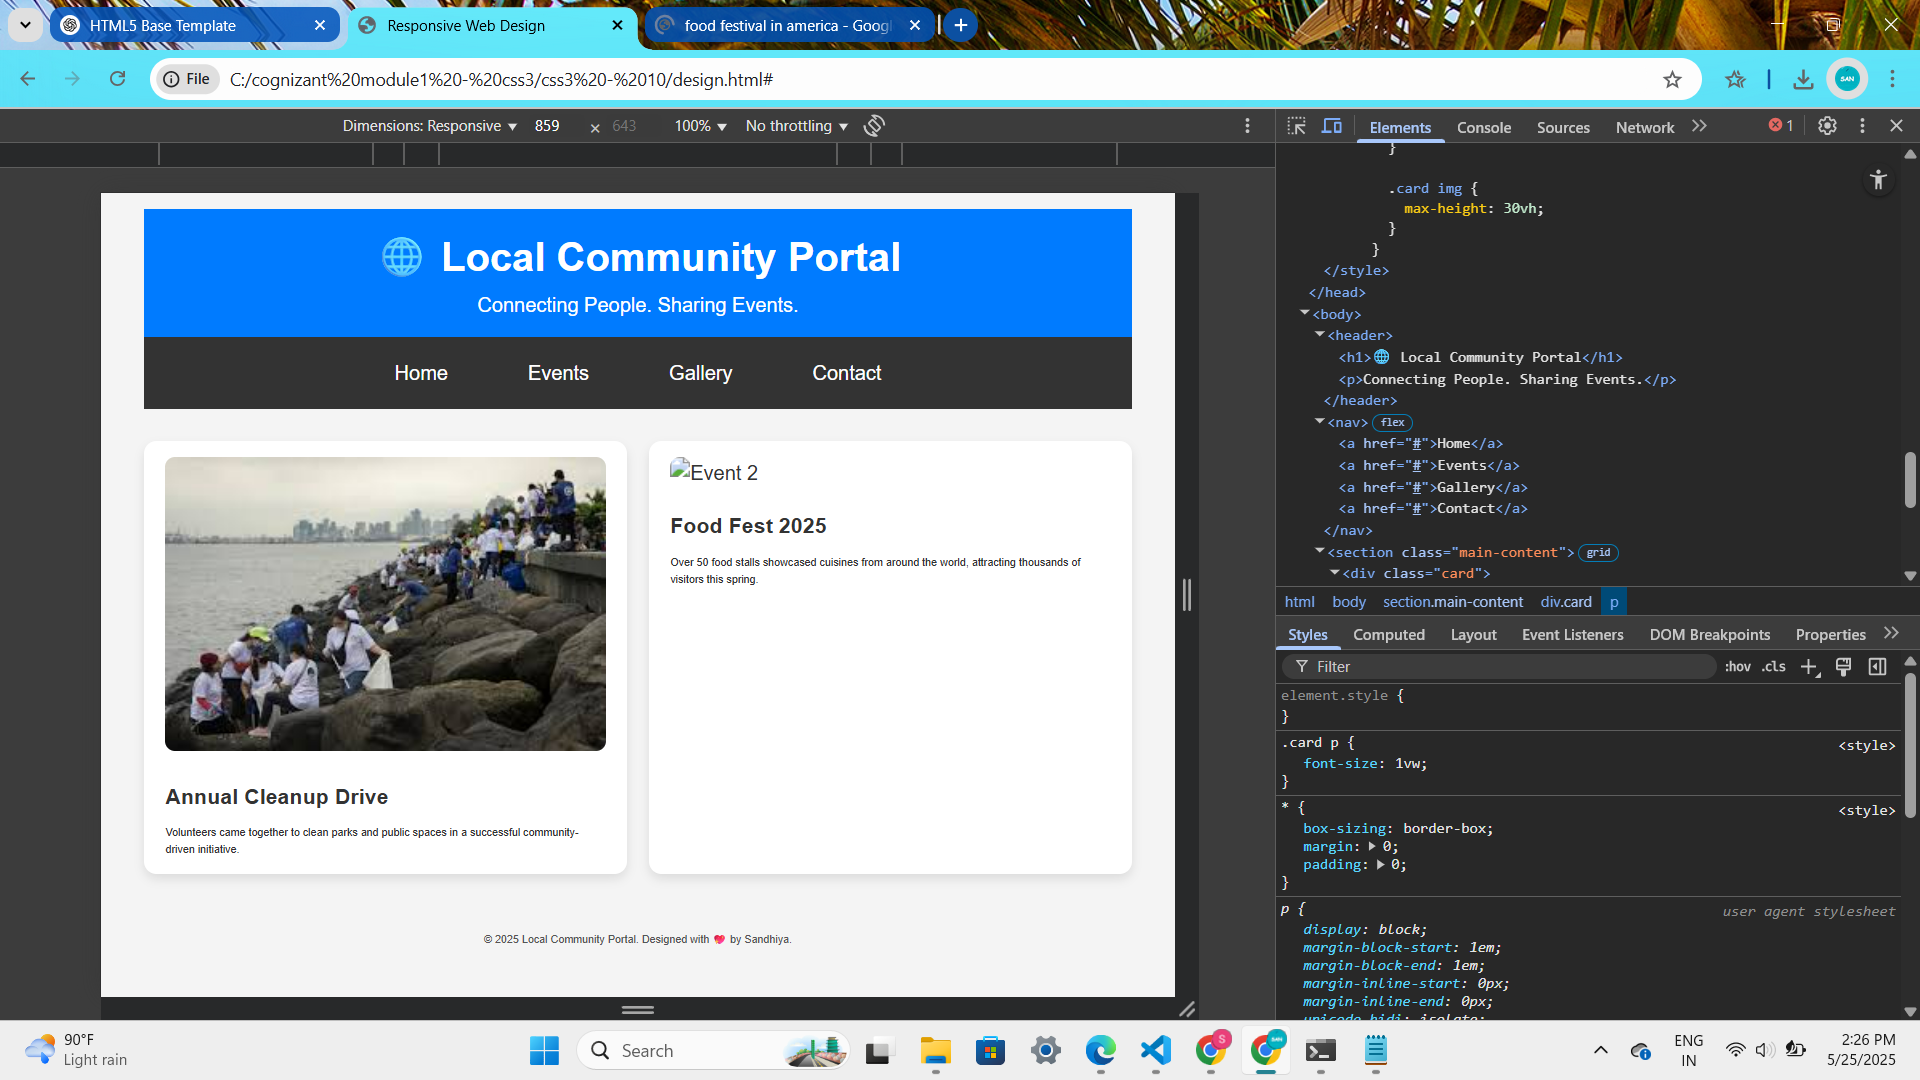 HTML5 Base Template
Responsive Web Design
food festival in america - Goog
File
C:/cognizant%20module1%20-%20css3/css3%20-%2010/design.html#
SAN
Dimensions: Responsive
859
×
643
100%
No throttling
Elements
Console
Sources
Network
1
🌐 Local Community Portal
Connecting People. Sharing Events.
Home
Events
Gallery
Contact
Annual Cleanup Drive
Volunteers came together to clean parks and public spaces in a successful community-
driven initiative.
Event 2
Food Fest 2025
Over 50 food stalls showcased cuisines from around the world, attracting thousands of
visitors this spring.
© 2025 Local Community Portal. Designed with 💖 by Sandhiya.
}
.card img {
max-height: 30vh;
}
}
</style>
</head>
<body>
<header>
<h1>🌐 Local Community Portal</h1>
<p>Connecting People. Sharing Events.</p>
</header>
<nav> flex
<a href="#">Home</a>
<a href="#">Events</a>
<a href="#">Gallery</a>
<a href="#">Contact</a>
</nav>
<section class="main-content"> grid
<div class="card">
html body section.main-content div.card p
Styles
Computed
Layout
Event Listeners
DOM Breakpoints
Properties
Filter
:hov
.cls
element.style {
}
.card p {
<style>
font-size: 1vw;
}
* {
<style>
box-sizing: border-box;
margin: 0;
padding: 0;
}
p {
user agent stylesheet
display: block;
margin-block-start: 1em;
margin-block-end: 1em;
margin-inline-start: 0px;
margin-inline-end: 0px;
unicode-bidi: isolate;
90°F
Light rain
Search
S
SAN
ENG
IN
2:26 PM
5/25/2025